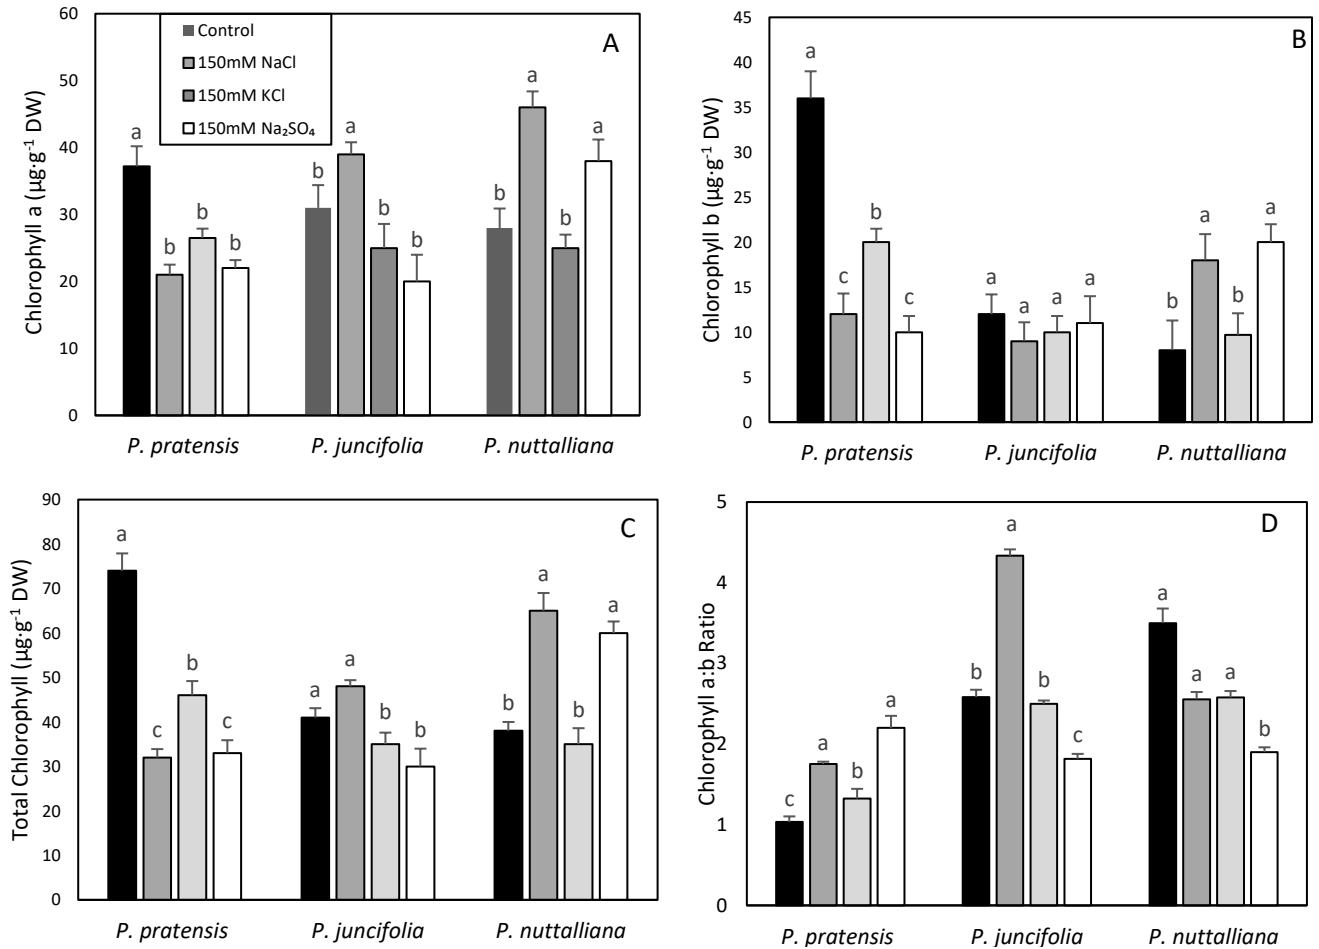 A
Chlorophyll a (µg·g⁻¹ DW)
60
50
40
30
20
10
0
Control
150mM NaCl
150mM KCl
150mM Na₂SO₄
a
b
b
b
b
a
b
b
b
a
b
a
P. pratensis
P. juncifolia
P. nuttalliana
B
Chlorophyll b (µg·g⁻¹ DW)
45
40
35
30
25
20
15
10
5
0
a
c
b
c
a
a
a
a
b
a
b
a
P. pratensis
P. juncifolia
P. nuttalliana
C
Total Chlorophyll (µg·g⁻¹ DW)
90
80
70
60
50
40
30
20
10
0
a
c
b
c
a
a
b
b
b
a
b
a
P. pratensis
P. juncifolia
P. nuttalliana
D
Chlorophyll a:b Ratio
5
4
3
2
1
0
c
a
b
a
b
a
b
c
a
a
a
b
P. pratensis
P. juncifolia
P. nuttalliana